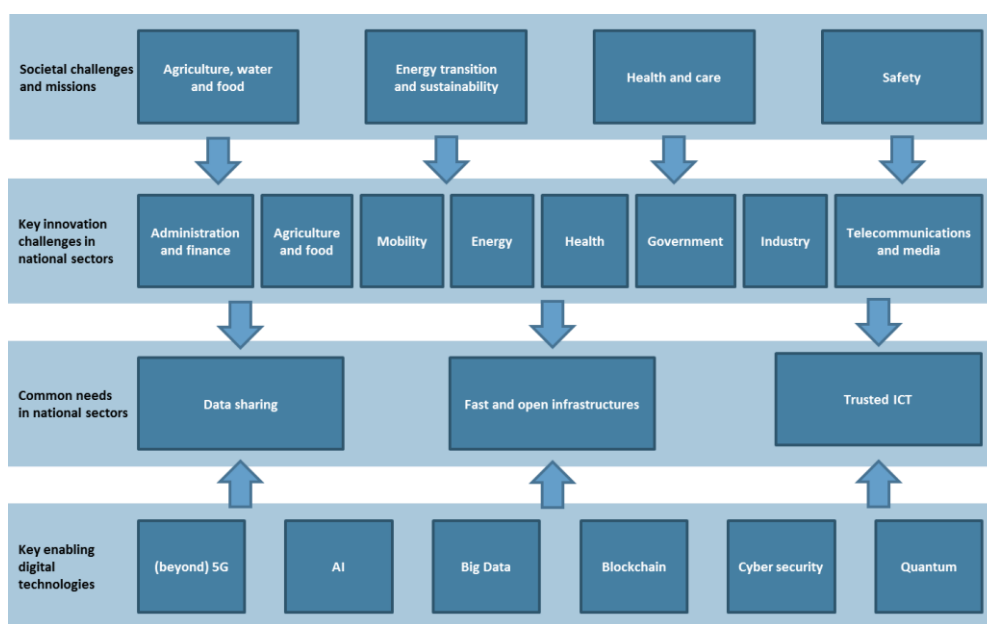 Societal challenges
and missions
Agriculture, water
and food
Energy transition
and sustainability
Health and care
Safety
Key innovation
challenges in
national sectors
Administration
and finance
Agriculture
and food
Mobility
Energy
Health
Government
Industry
Telecommunications
and media
Common needs
in national sectors
Data sharing
Fast and open infrastructures
Trusted ICT
Key enabling
digital
technologies
(beyond) 5G
AI
Big Data
Blockchain
Cyber security
Quantum